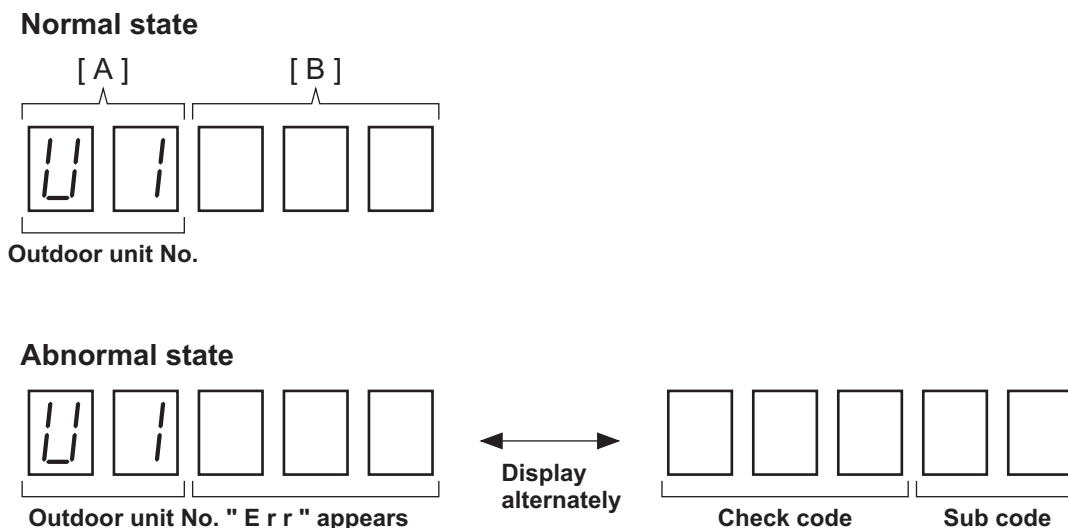 Normal state
[ A ] [ B ]
U 1
Outdoor unit No.
Abnormal state
U 1
Display
alternately
Outdoor unit No. " E r r " appears
Check code
Sub code